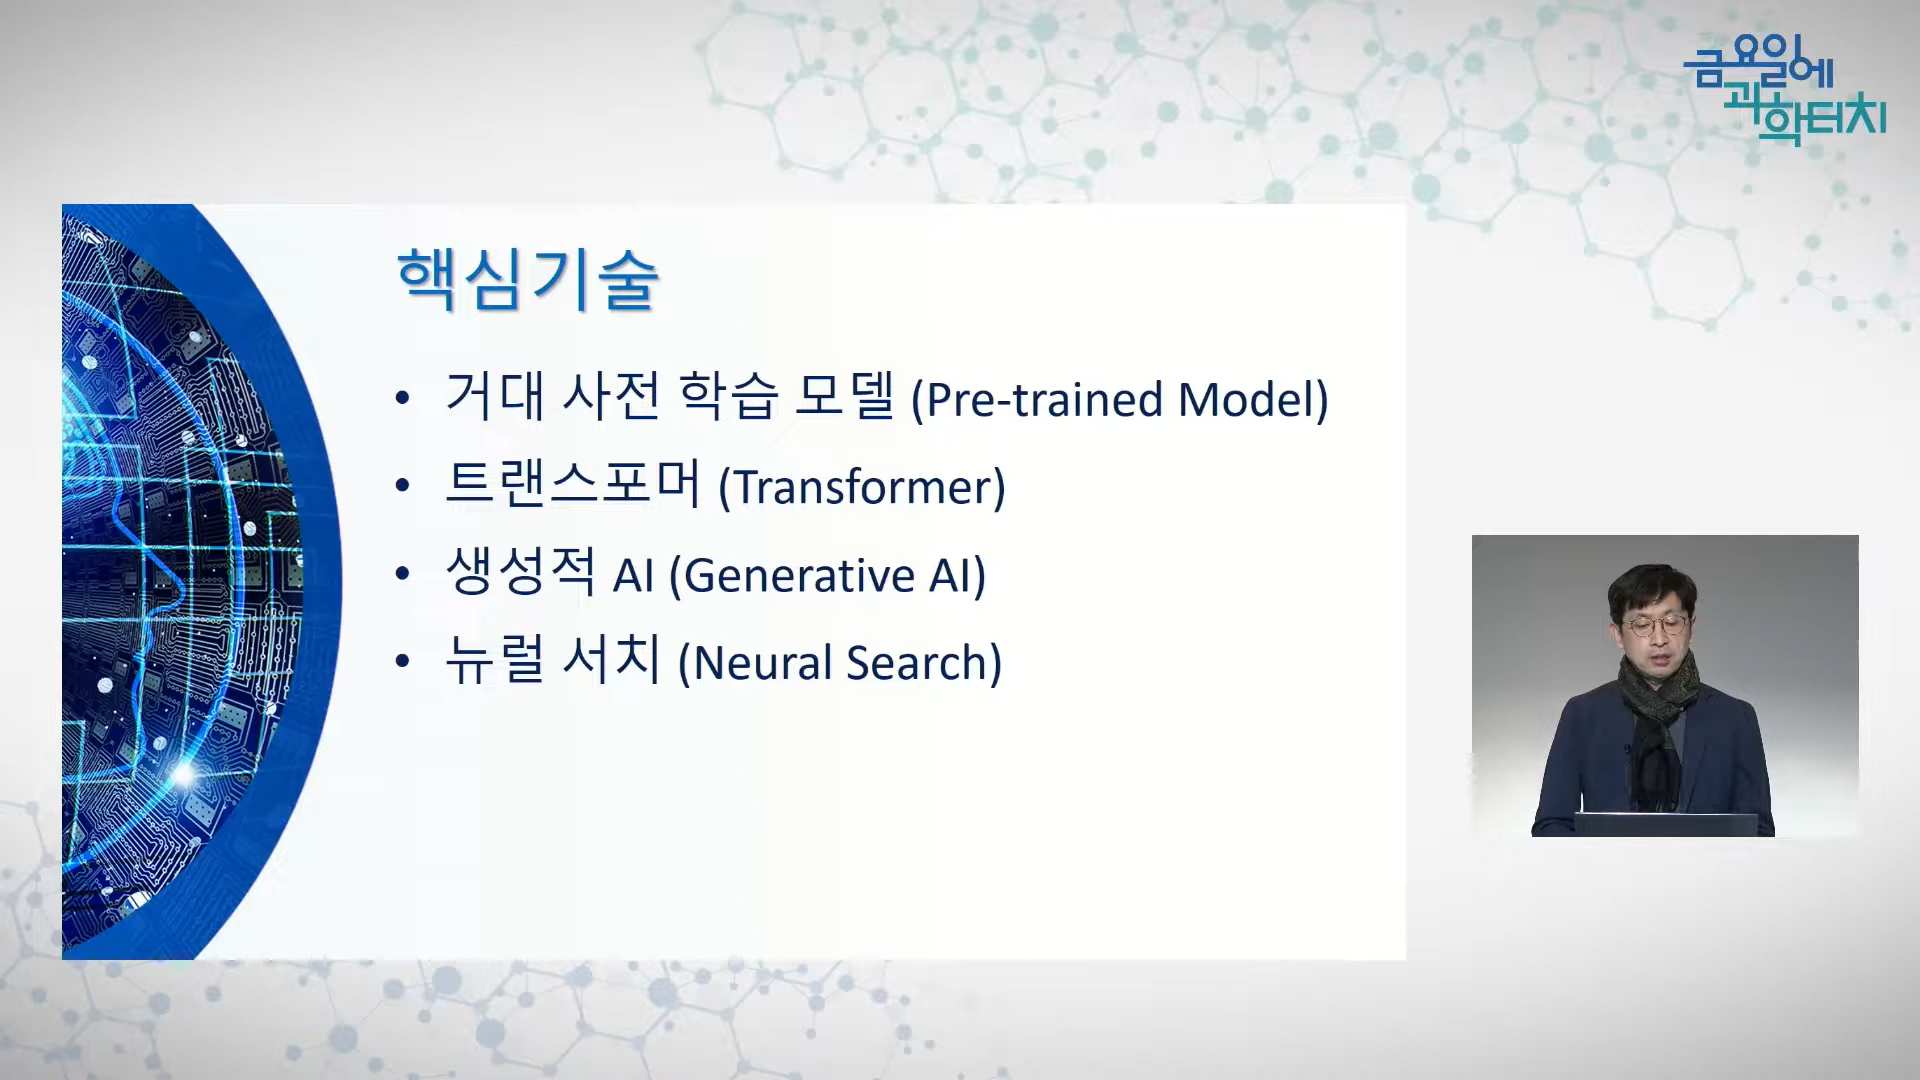 금요일에
과학터치
핵심기술
• 거대 사전 학습 모델 (Pre-trained Model)
• 트랜스포머 (Transformer)
• 생성적 AI (Generative AI)
• 뉴럴 서치 (Neural Search)